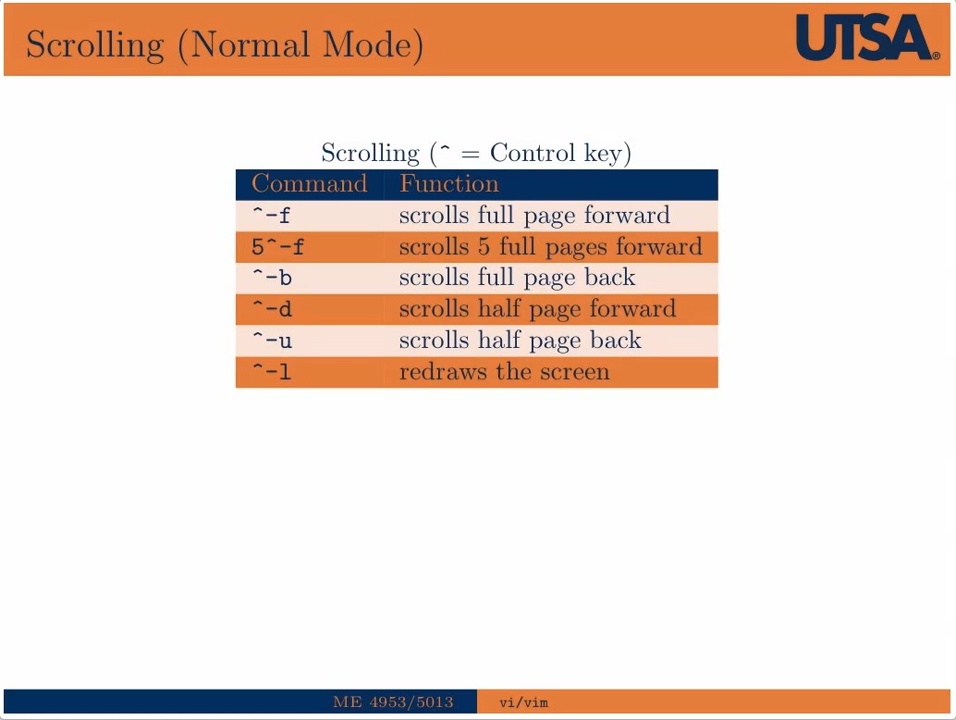 Scrolling (Normal Mode)
UTSA®
Scrolling (^ = Control key)
Command Function
^-f scrolls full page forward
5^-f scrolls 5 full pages forward
^-b scrolls full page back
^-d scrolls half page forward
^-u scrolls half page back
^-l redraws the screen
ME 4953/5013 vi/vim